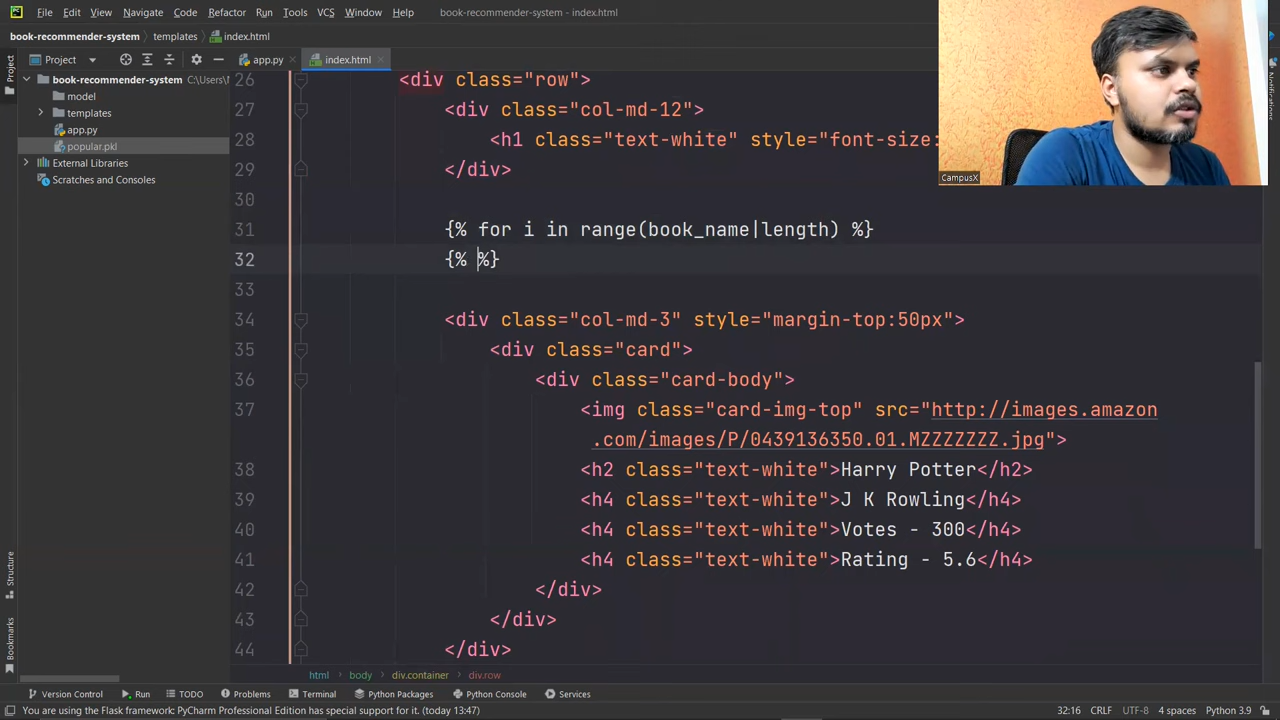 PC File Edit View Navigate Code Refactor Run Tools VCS Window Help book-recommender-system - index.html
book-recommender-system templates index.html
Project app.py index.html
book-recommender-system C:\Users\
model
templates
app.py
popular.pkl
External Libraries
Scratches and Consoles
Project
Structure
Bookmarks
Notifications
26 <div class="row">
27 <div class="col-md-12">
28 <h1 class="text-white" style="font-size:
29 </div>
30
31 {% for i in range(book_name|length) %}
32 {% %}
33
34 <div class="col-md-3" style="margin-top:50px">
35 <div class="card">
36 <div class="card-body">
37 <img class="card-img-top" src="http://images.amazon
.com/images/P/0439136350.01.MZZZZZZZ.jpg">
38 <h2 class="text-white">Harry Potter</h2>
39 <h4 class="text-white">J K Rowling</h4>
40 <h4 class="text-white">Votes - 300</h4>
41 <h4 class="text-white">Rating - 5.6</h4>
42 </div>
43 </div>
44 </div>
CampusX
html body div.container div.row
Version Control Run TODO Problems Terminal Python Packages Python Console Services
You are using the Flask framework: PyCharm Professional Edition has special support for it. (today 13:47) 32:16 CRLF UTF-8 4 spaces Python 3.9